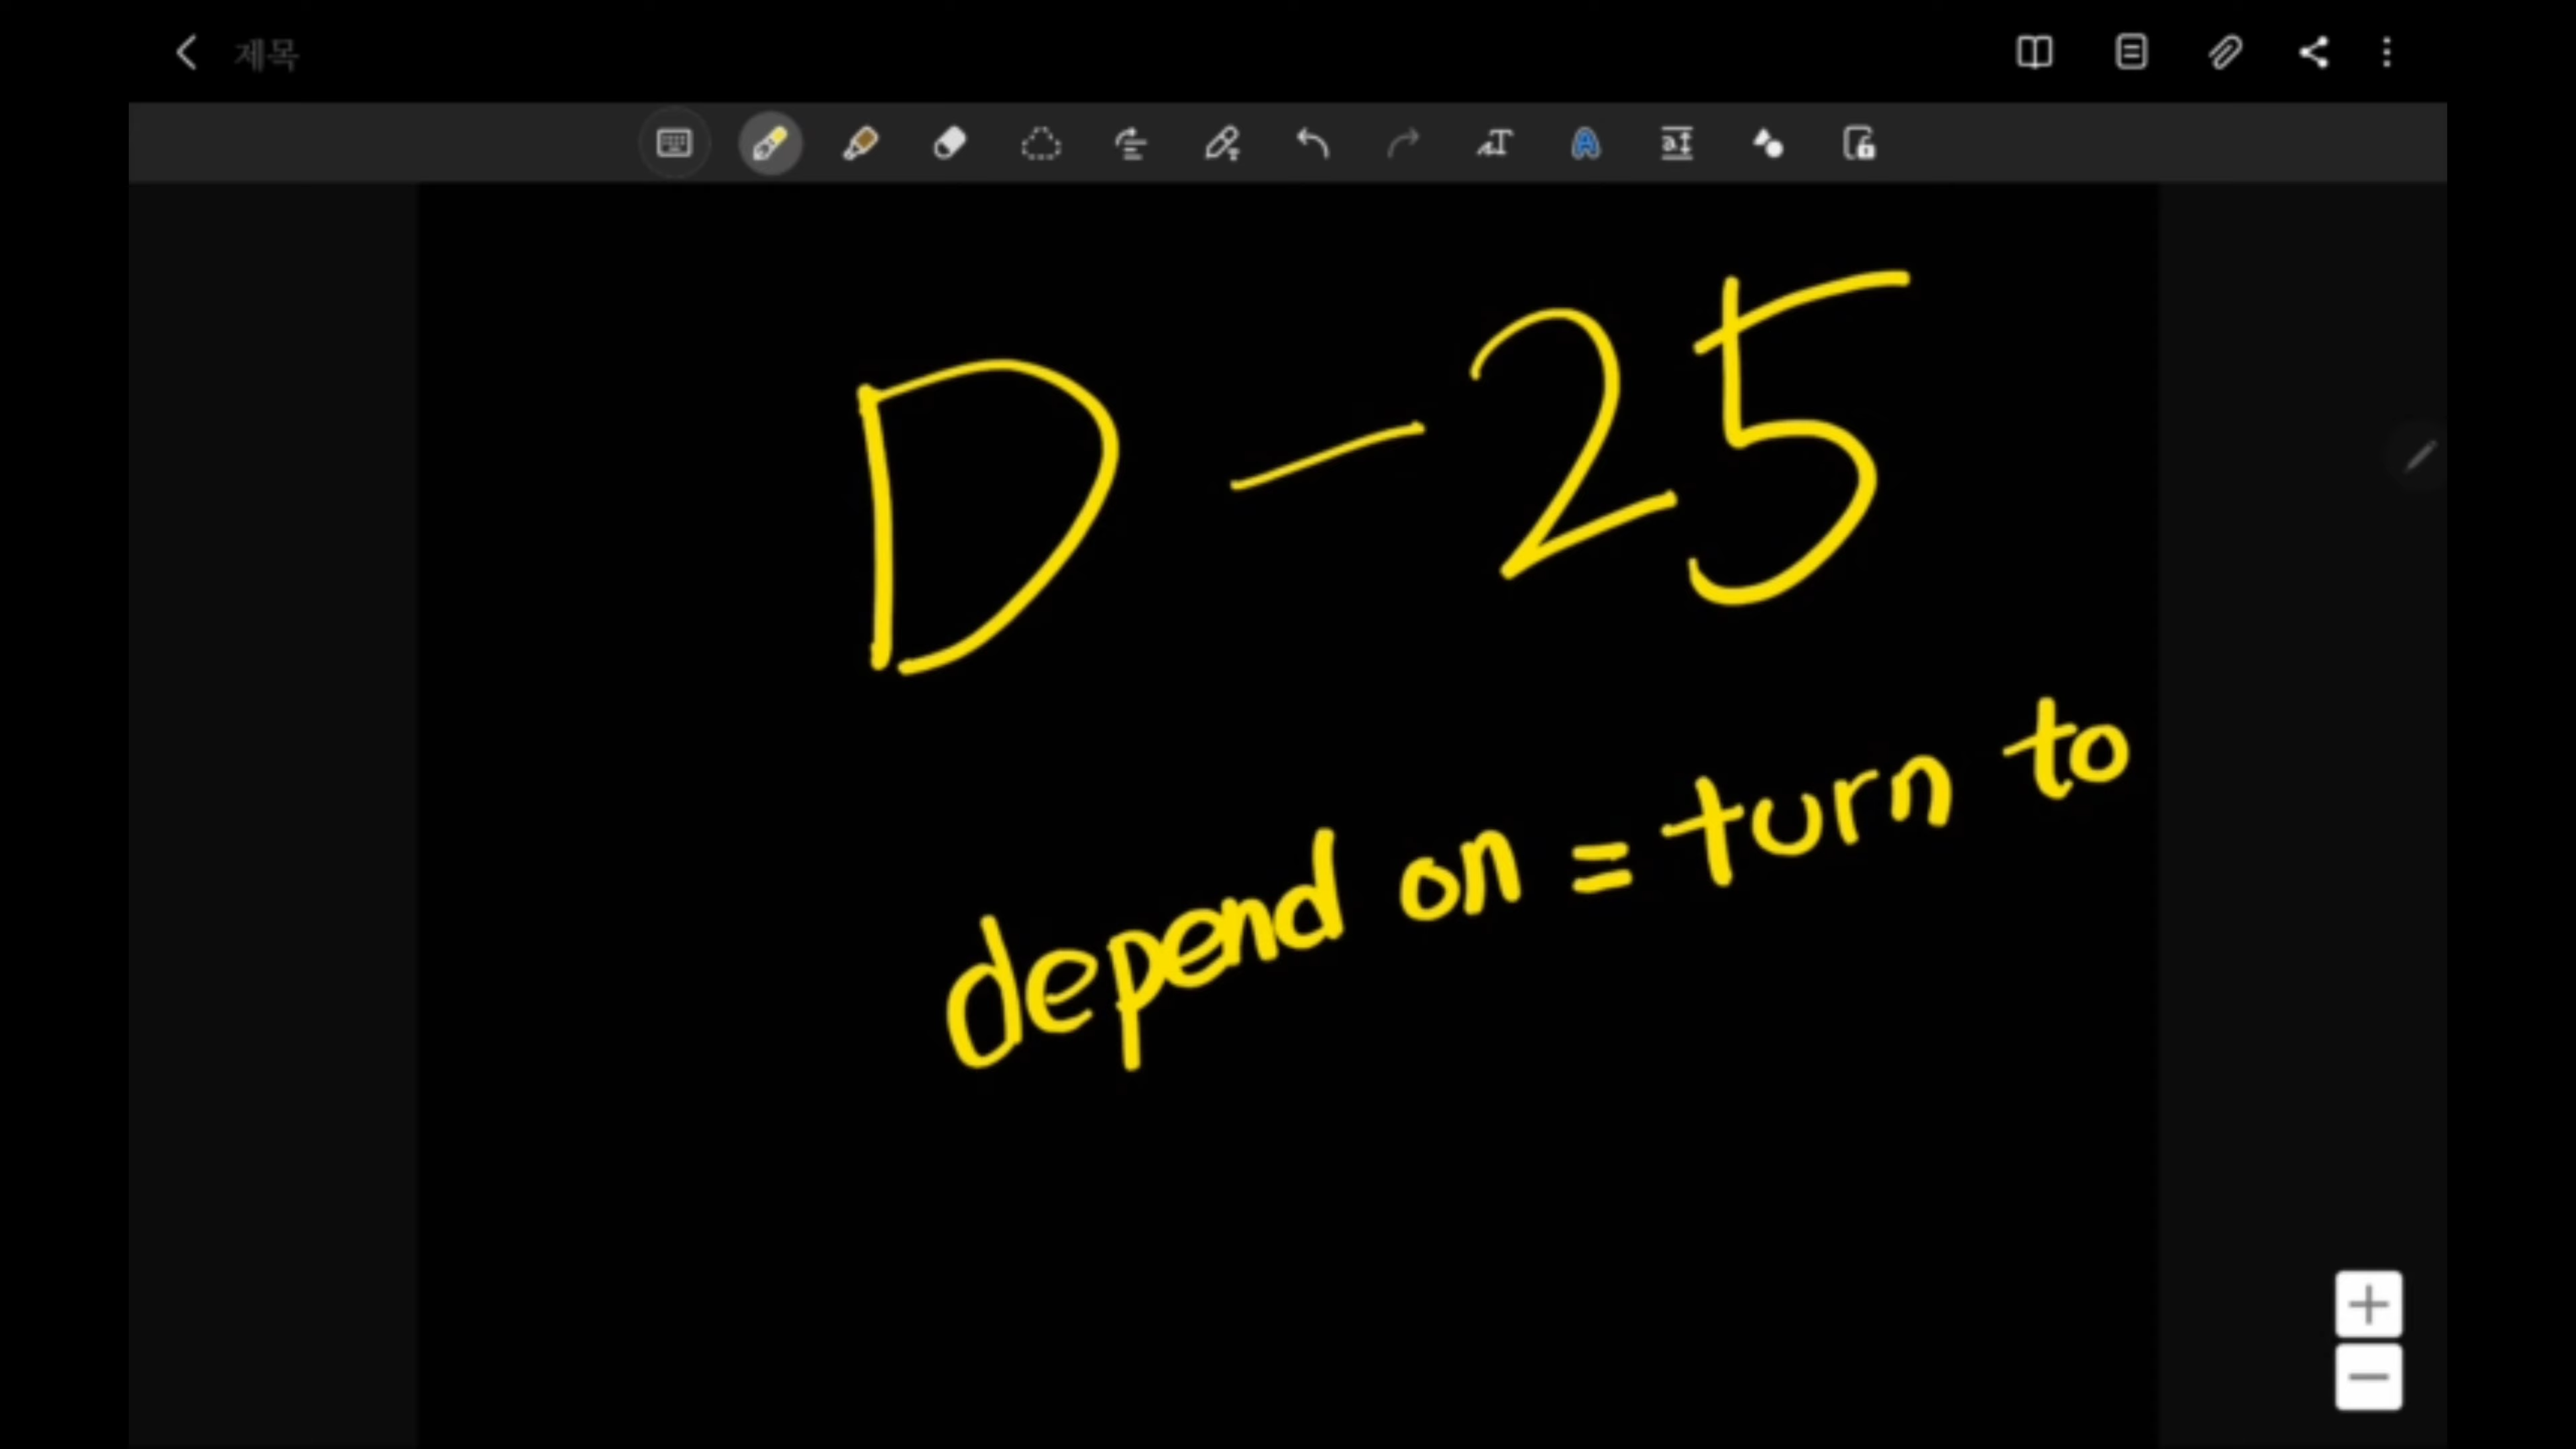 제목
D-25
depend on = turn to